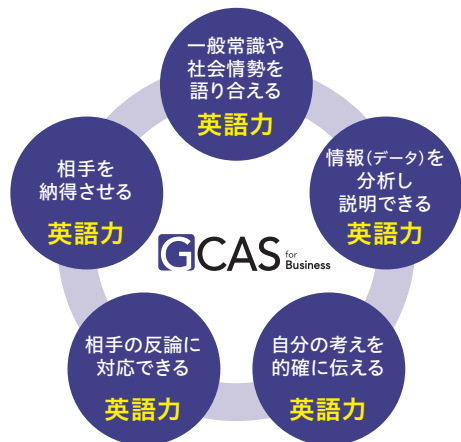 一般常識や
社会情勢を
語り合える
英語力
情報(データ)を
分析し
説明できる
英語力
自分の考えを
的確に伝える
英語力
相手の反論に
対応できる
英語力
相手を
納得させる
英語力
GCAS for Business